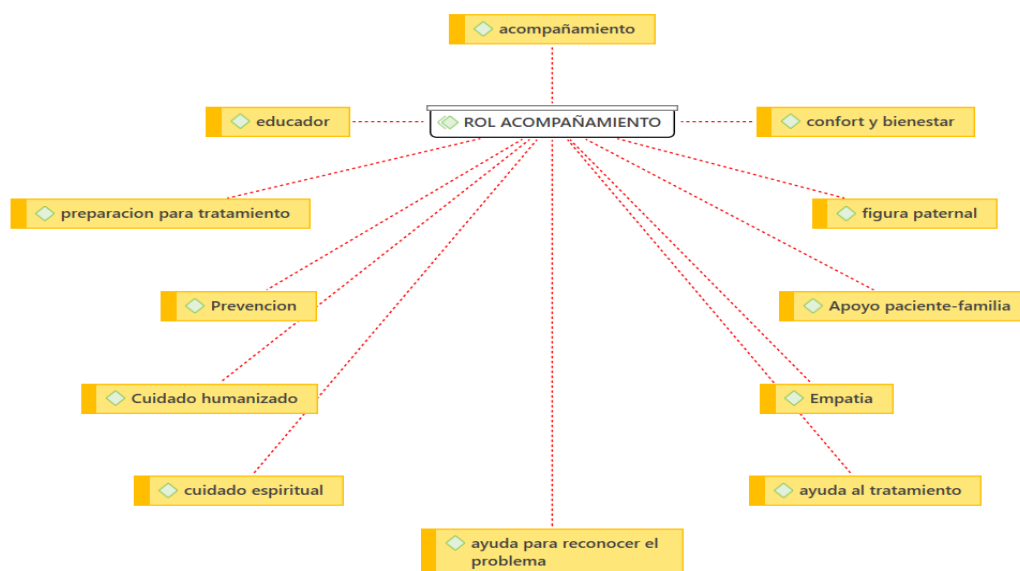 acompañamiento
educador
ROL ACOMPAÑAMIENTO
confort y bienestar
preparacion para tratamiento
figura paternal
Prevencion
Apoyo paciente-familia
Cuidado humanizado
Empatia
cuidado espiritual
ayuda al tratamiento
ayuda para reconocer el
problema